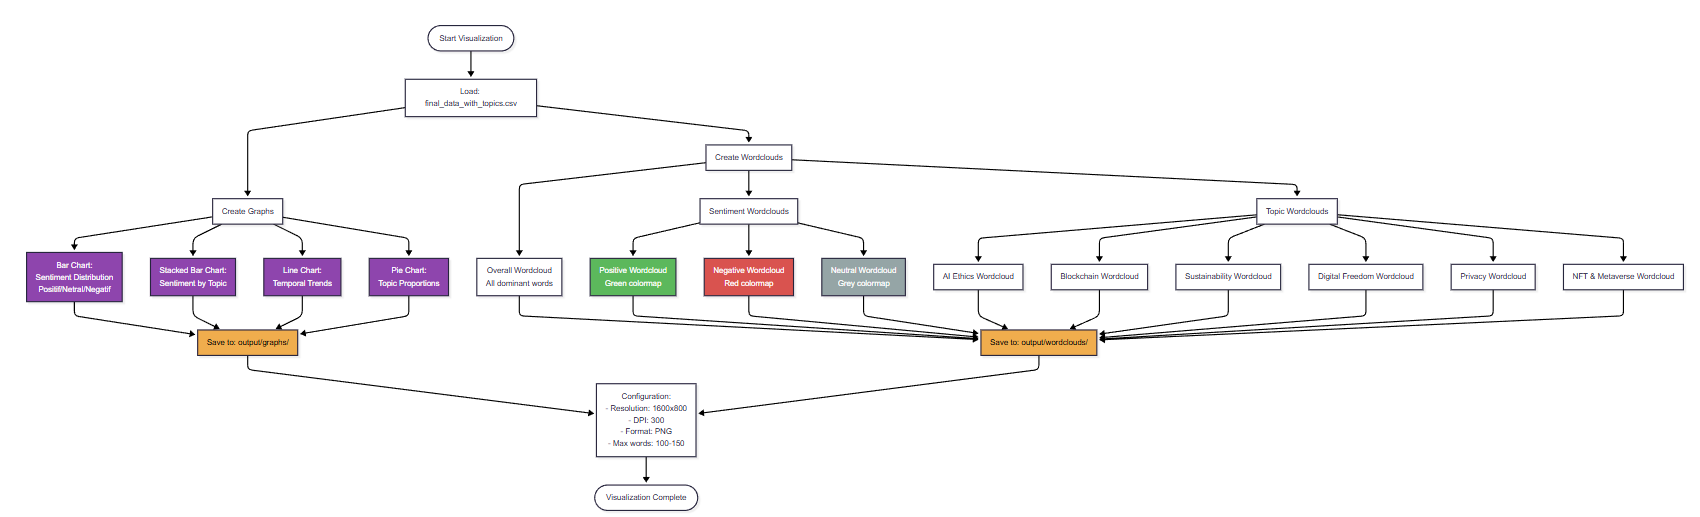 Start Visualization
Load:
final_data_with_topics.csv
Create Wordclouds
Create Graphs
Sentiment Wordclouds
Topic Wordclouds
Bar Chart:
Sentiment Distribution
Positif/Netral/Negatif
Stacked Bar Chart:
Sentiment by Topic
Line Chart:
Temporal Trends
Pie Chart:
Topic Proportions
Overall Wordcloud
All dominant words
Positive Wordcloud
Green colormap
Negative Wordcloud
Red colormap
Neutral Wordcloud
Grey colormap
AI Ethics Wordcloud
Blockchain Wordcloud
Sustainability Wordcloud
Digital Freedom Wordcloud
Privacy Wordcloud
NFT & Metaverse Wordcloud
Save to: output/graphs/
Save to: output/wordclouds/
Configuration:
- Resolution: 1600x800
- DPI: 300
- Format: PNG
- Max words: 100-150
Visualization Complete